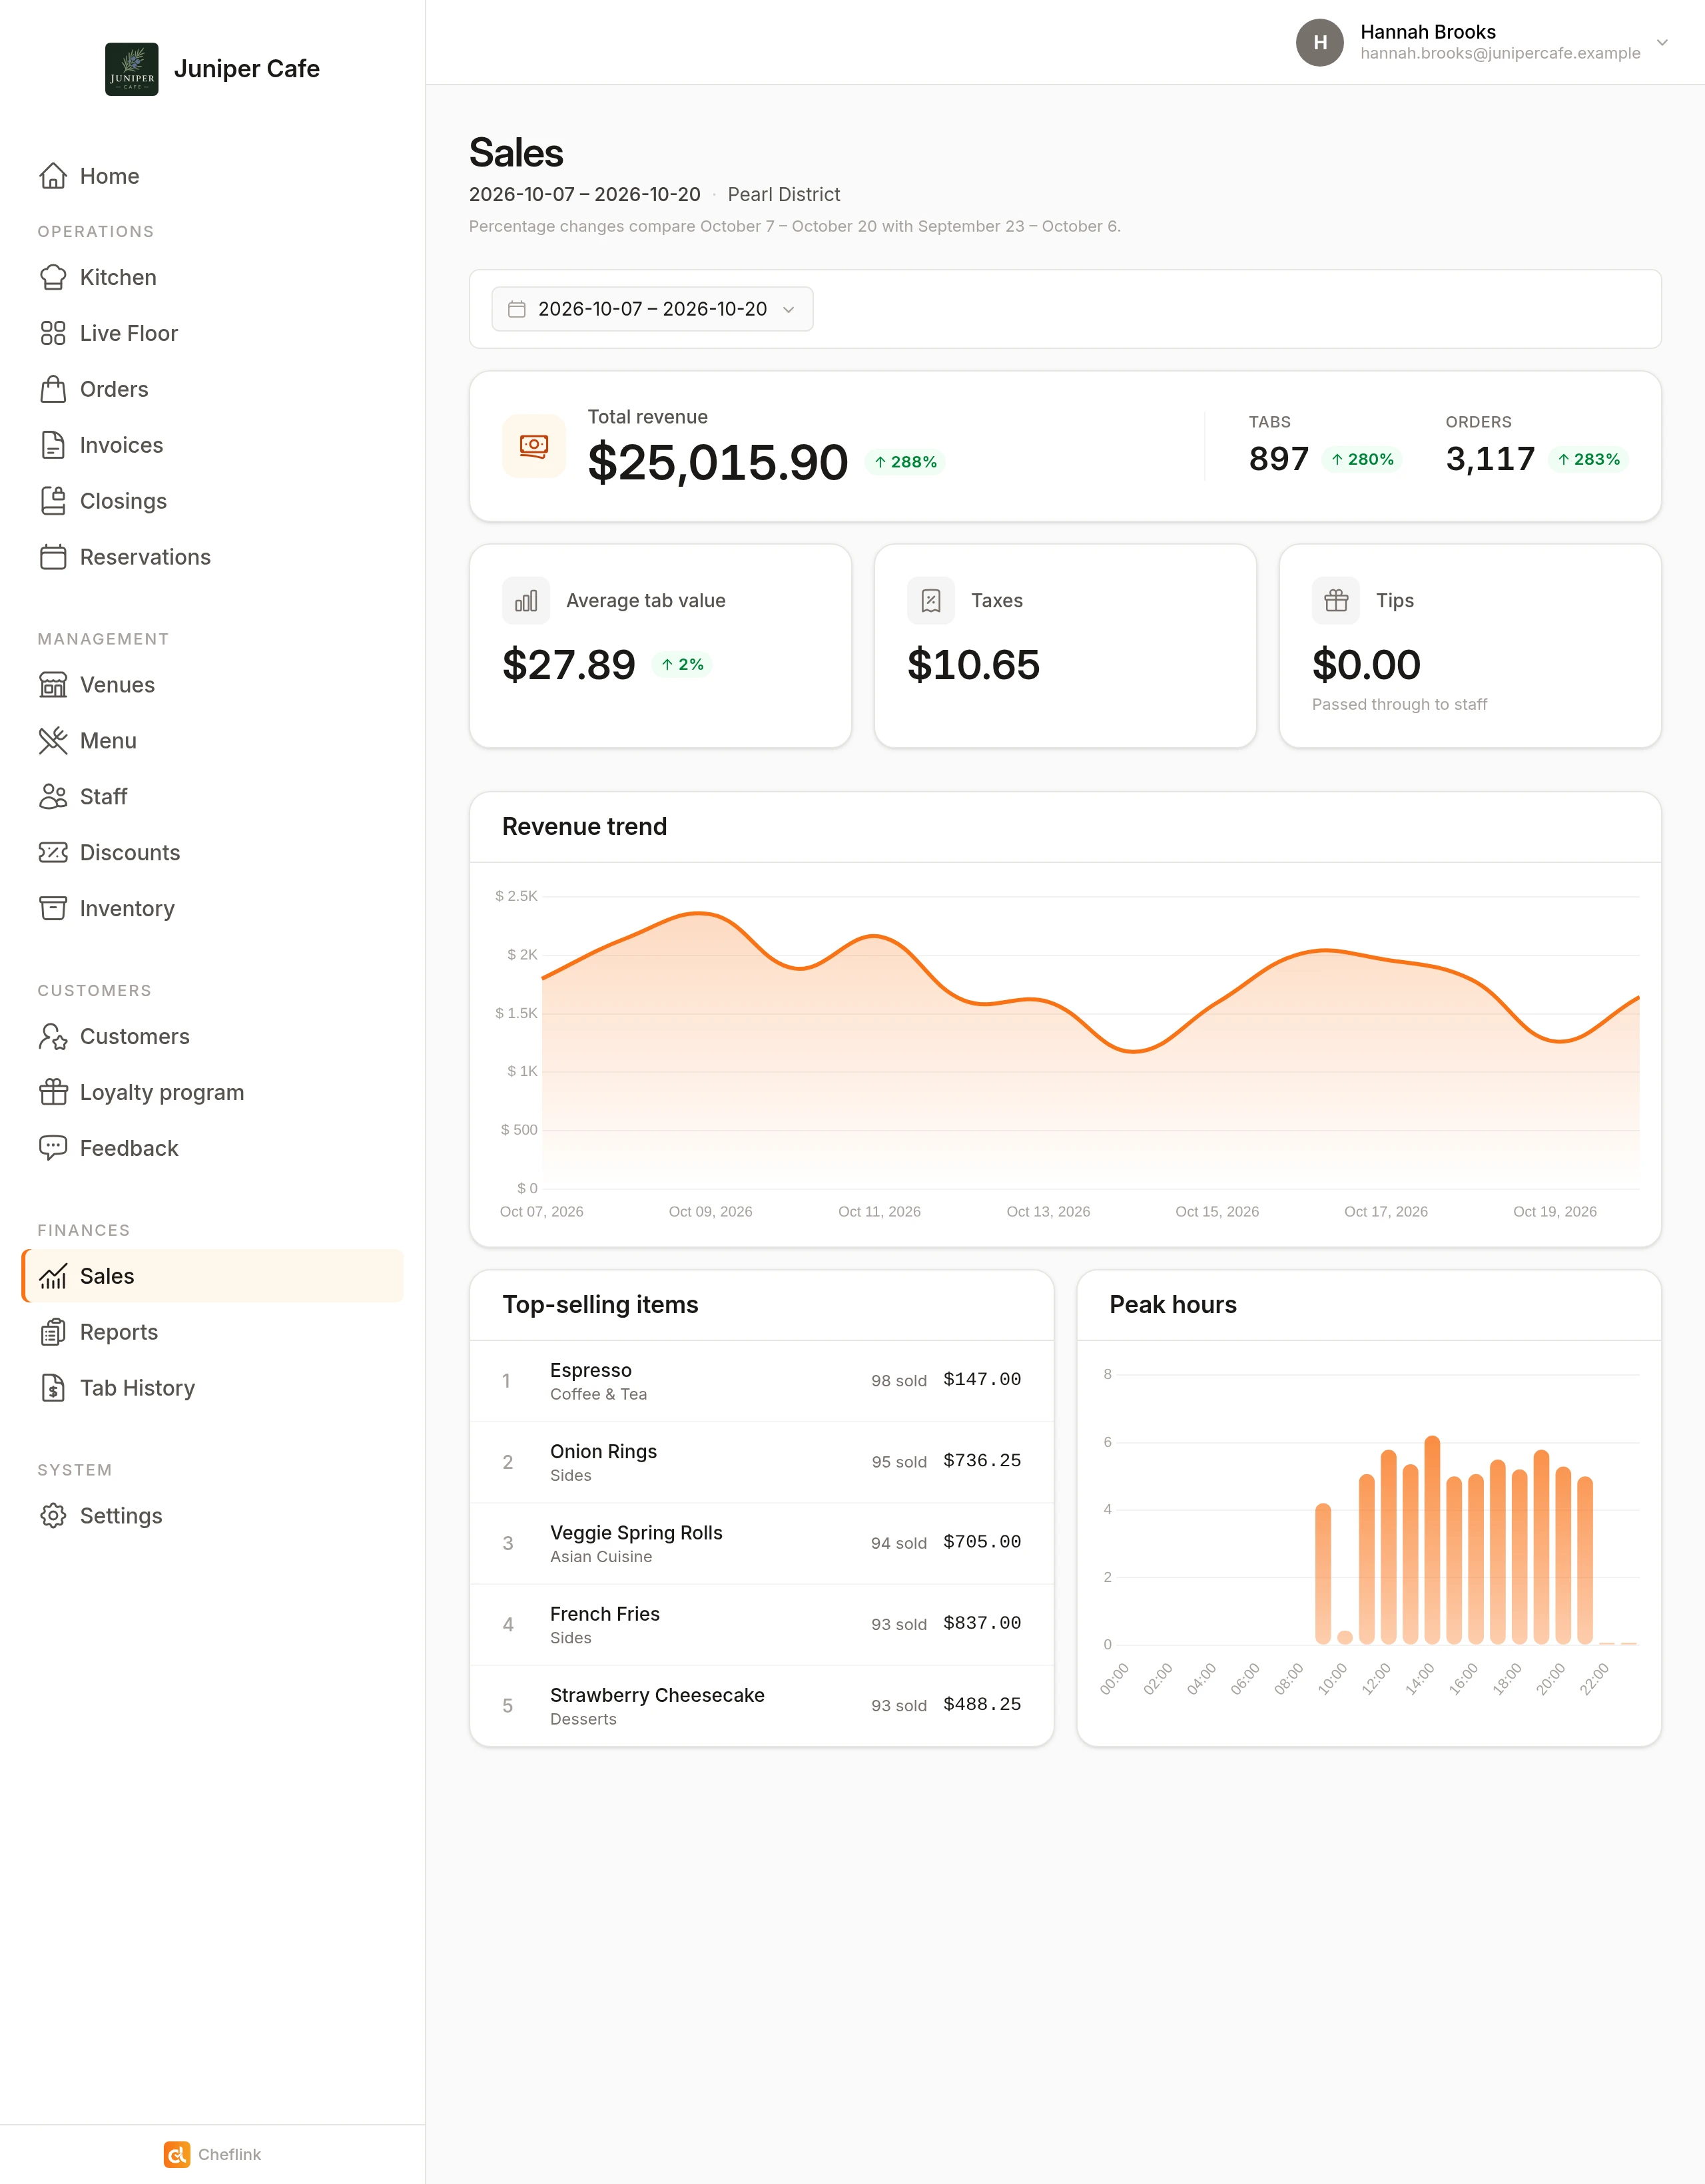 JUNIPER
CAFE
Juniper Cafe
Home
OPERATIONS
Kitchen
Live Floor
Orders
Invoices
Closings
Reservations
MANAGEMENT
Venues
Menu
Staff
Discounts
Inventory
CUSTOMERS
Customers
Loyalty program
Feedback
FINANCES
Sales
Reports
Tab History
SYSTEM
Settings
Cheflink
H
Hannah Brooks
hannah.brooks@junipercafe.example
Sales
2026-10-07 – 2026-10-20 · Pearl District
Percentage changes compare October 7 – October 20 with September 23 – October 6.
2026-10-07 – 2026-10-20
Total revenue
$25,015.90 ↑ 288%
TABS
897 ↑ 280%
ORDERS
3,117 ↑ 283%
Average tab value
$27.89 ↑ 2%
Taxes
$10.65
Tips
$0.00
Passed through to staff
Revenue trend
$ 2.5K
$ 2K
$ 1.5K
$ 1K
$ 500
$ 0
Oct 07, 2026 Oct 09, 2026 Oct 11, 2026 Oct 13, 2026 Oct 15, 2026 Oct 17, 2026 Oct 19, 2026
Top-selling items
1 Espresso 98 sold $147.00
Coffee & Tea
2 Onion Rings 95 sold $736.25
Sides
3 Veggie Spring Rolls 94 sold $705.00
Asian Cuisine
4 French Fries 93 sold $837.00
Sides
5 Strawberry Cheesecake 93 sold $488.25
Desserts
Peak hours
8
6
4
2
0
00:00 02:00 04:00 06:00 08:00 10:00 12:00 14:00 16:00 18:00 20:00 22:00